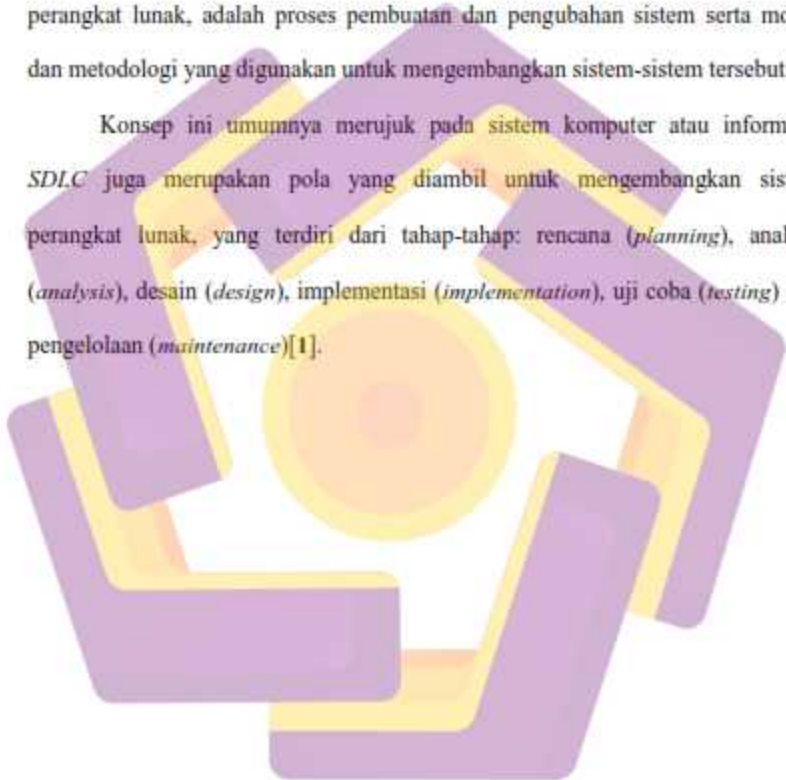 perangkat lunak, adalah proses pembuatan dan pengubahan sistem serta mo
dan metodologi yang digunakan untuk mengembangkan sistem-sistem tersebut
Konsep ini umumnya merujuk pada sistem komputer atau inform
SDLC juga merupakan pola yang diambil untuk mengembangkan sist
perangkat lunak, yang terdiri dari tahap-tahap: rencana (planning), anal
(analysis), desain (design), implementasi (implementation), uji coba (testing)
pengelolaan (maintenance)[1].